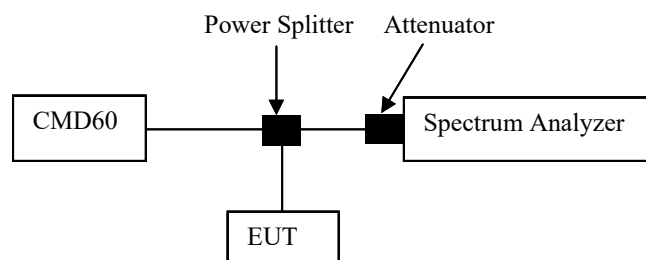 Power Splitter
Attenuator
CMD60
Spectrum Analyzer
EUT